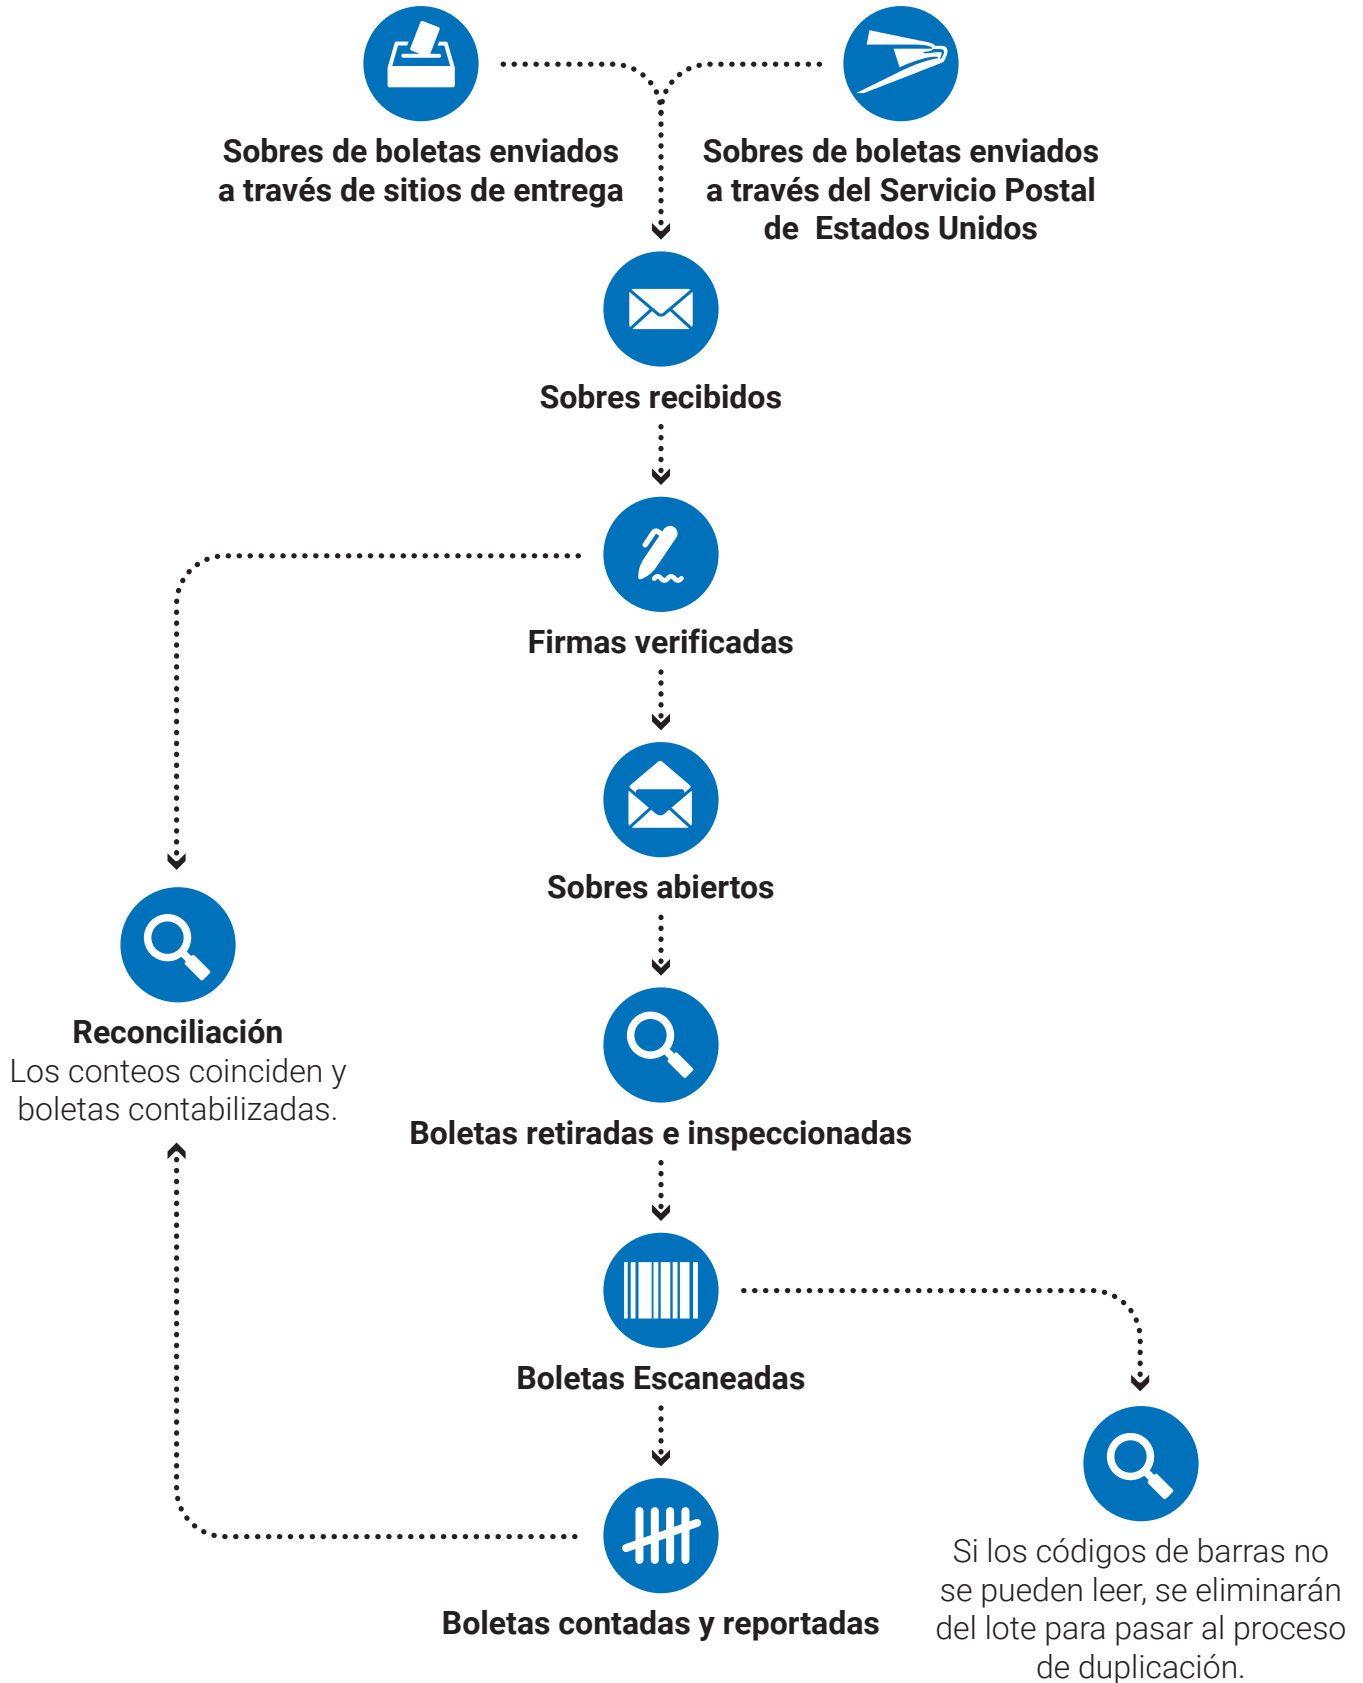 Sobres de boletas enviados
a través de sitios de entrega
Sobres de boletas enviados
a través del Servicio Postal
de Estados Unidos
Sobres recibidos
Firmas verificadas
Sobres abiertos
Reconciliación
Los conteos coinciden y
boletas contabilizadas.
Boletas retiradas e inspeccionadas
Boletas Escaneadas
Boletas contadas y reportadas
Si los códigos de barras no
se pueden leer, se eliminarán
del lote para pasar al proceso
de duplicación.